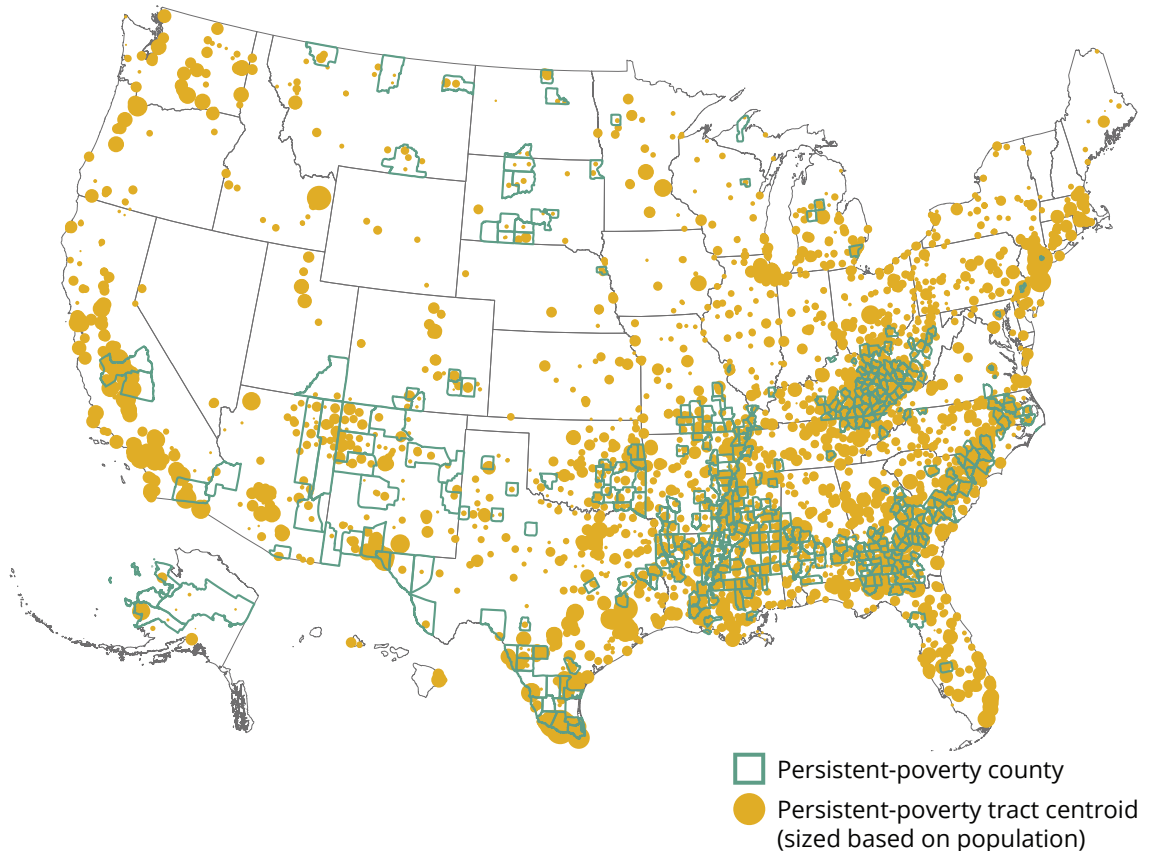 Persistent-poverty county
Persistent-poverty tract centroid
(sized based on population)